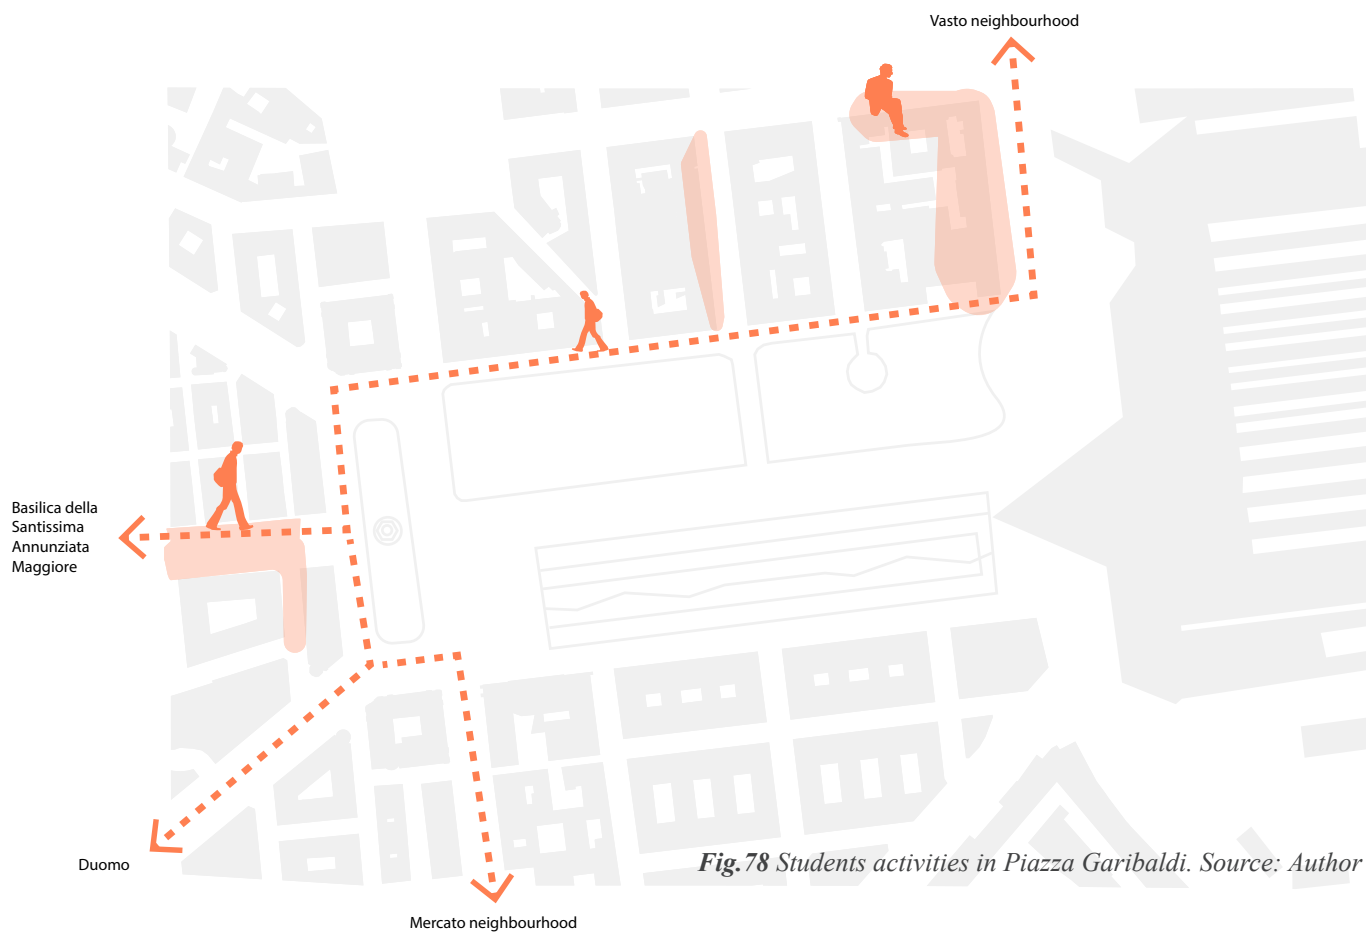 Vasto neighbourhood
Basilica della
Santissima
Annunziata
Maggiore
Duomo
Fig.78 Students activities in Piazza Garibaldi. Source: Author
Mercato neighbourhood